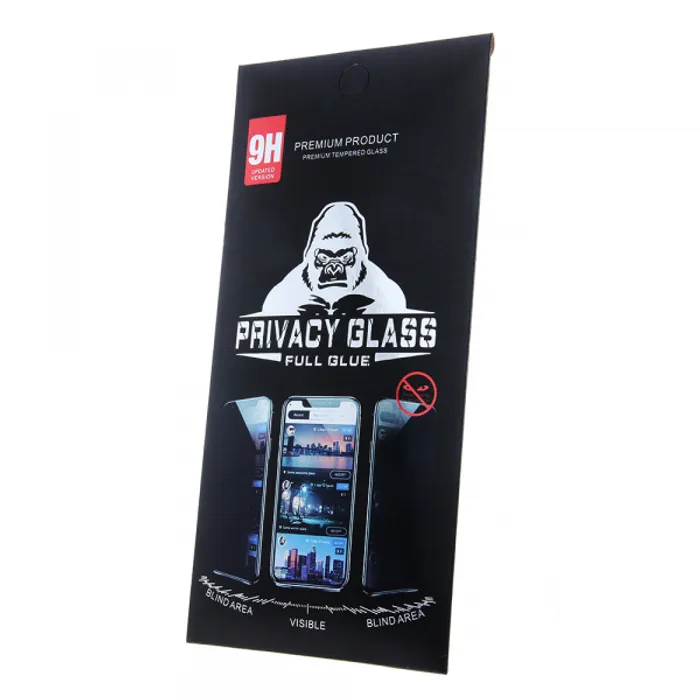 9H
UPDATED
VERSION
PREMIUM PRODUCT
PREMIUM TEMPERED GLASS
PRIVACY GLASS
FULL GLUE
BLIND AREA
VISIBLE
BLIND AREA